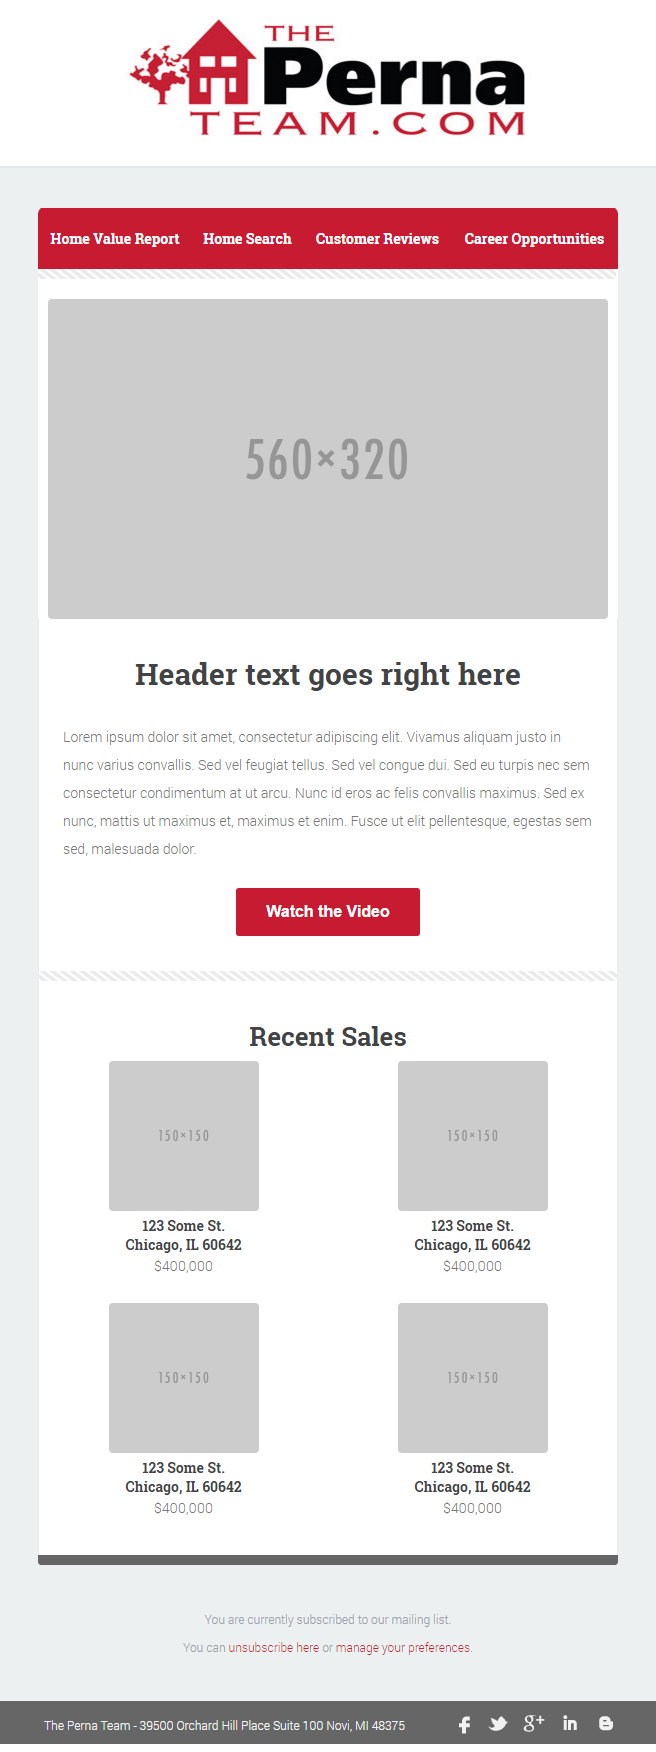 THE
Perna
TEAM.COM
Home Value Report Home Search Customer Reviews Career Opportunities
560×320
Header text goes right here
Lorem ipsum dolor sit amet, consectetur adipiscing elit. Vivamus aliquam justo in
nunc varius convallis. Sed vel feugiat tellus. Sed vel congue dui. Sed eu turpis nec sem
consectetur condimentum at ut arcu. Nunc id eros ac felis convallis maximus. Sed ex
nunc, mattis ut maximus et, maximus et enim. Fusce ut elit pellentesque, egestas sem
sed, malesuada dolor.
Watch the Video
Recent Sales
150×150 150×150
123 Some St. 123 Some St.
Chicago, IL 60642 Chicago, IL 60642
$400,000 $400,000
150×150 150×150
123 Some St. 123 Some St.
Chicago, IL 60642 Chicago, IL 60642
$400,000 $400,000
You are currently subscribed to our mailing list.
You can unsubscribe here or manage your preferences.
The Perna Team - 39500 Orchard Hill Place Suite 100 Novi, MI 48375